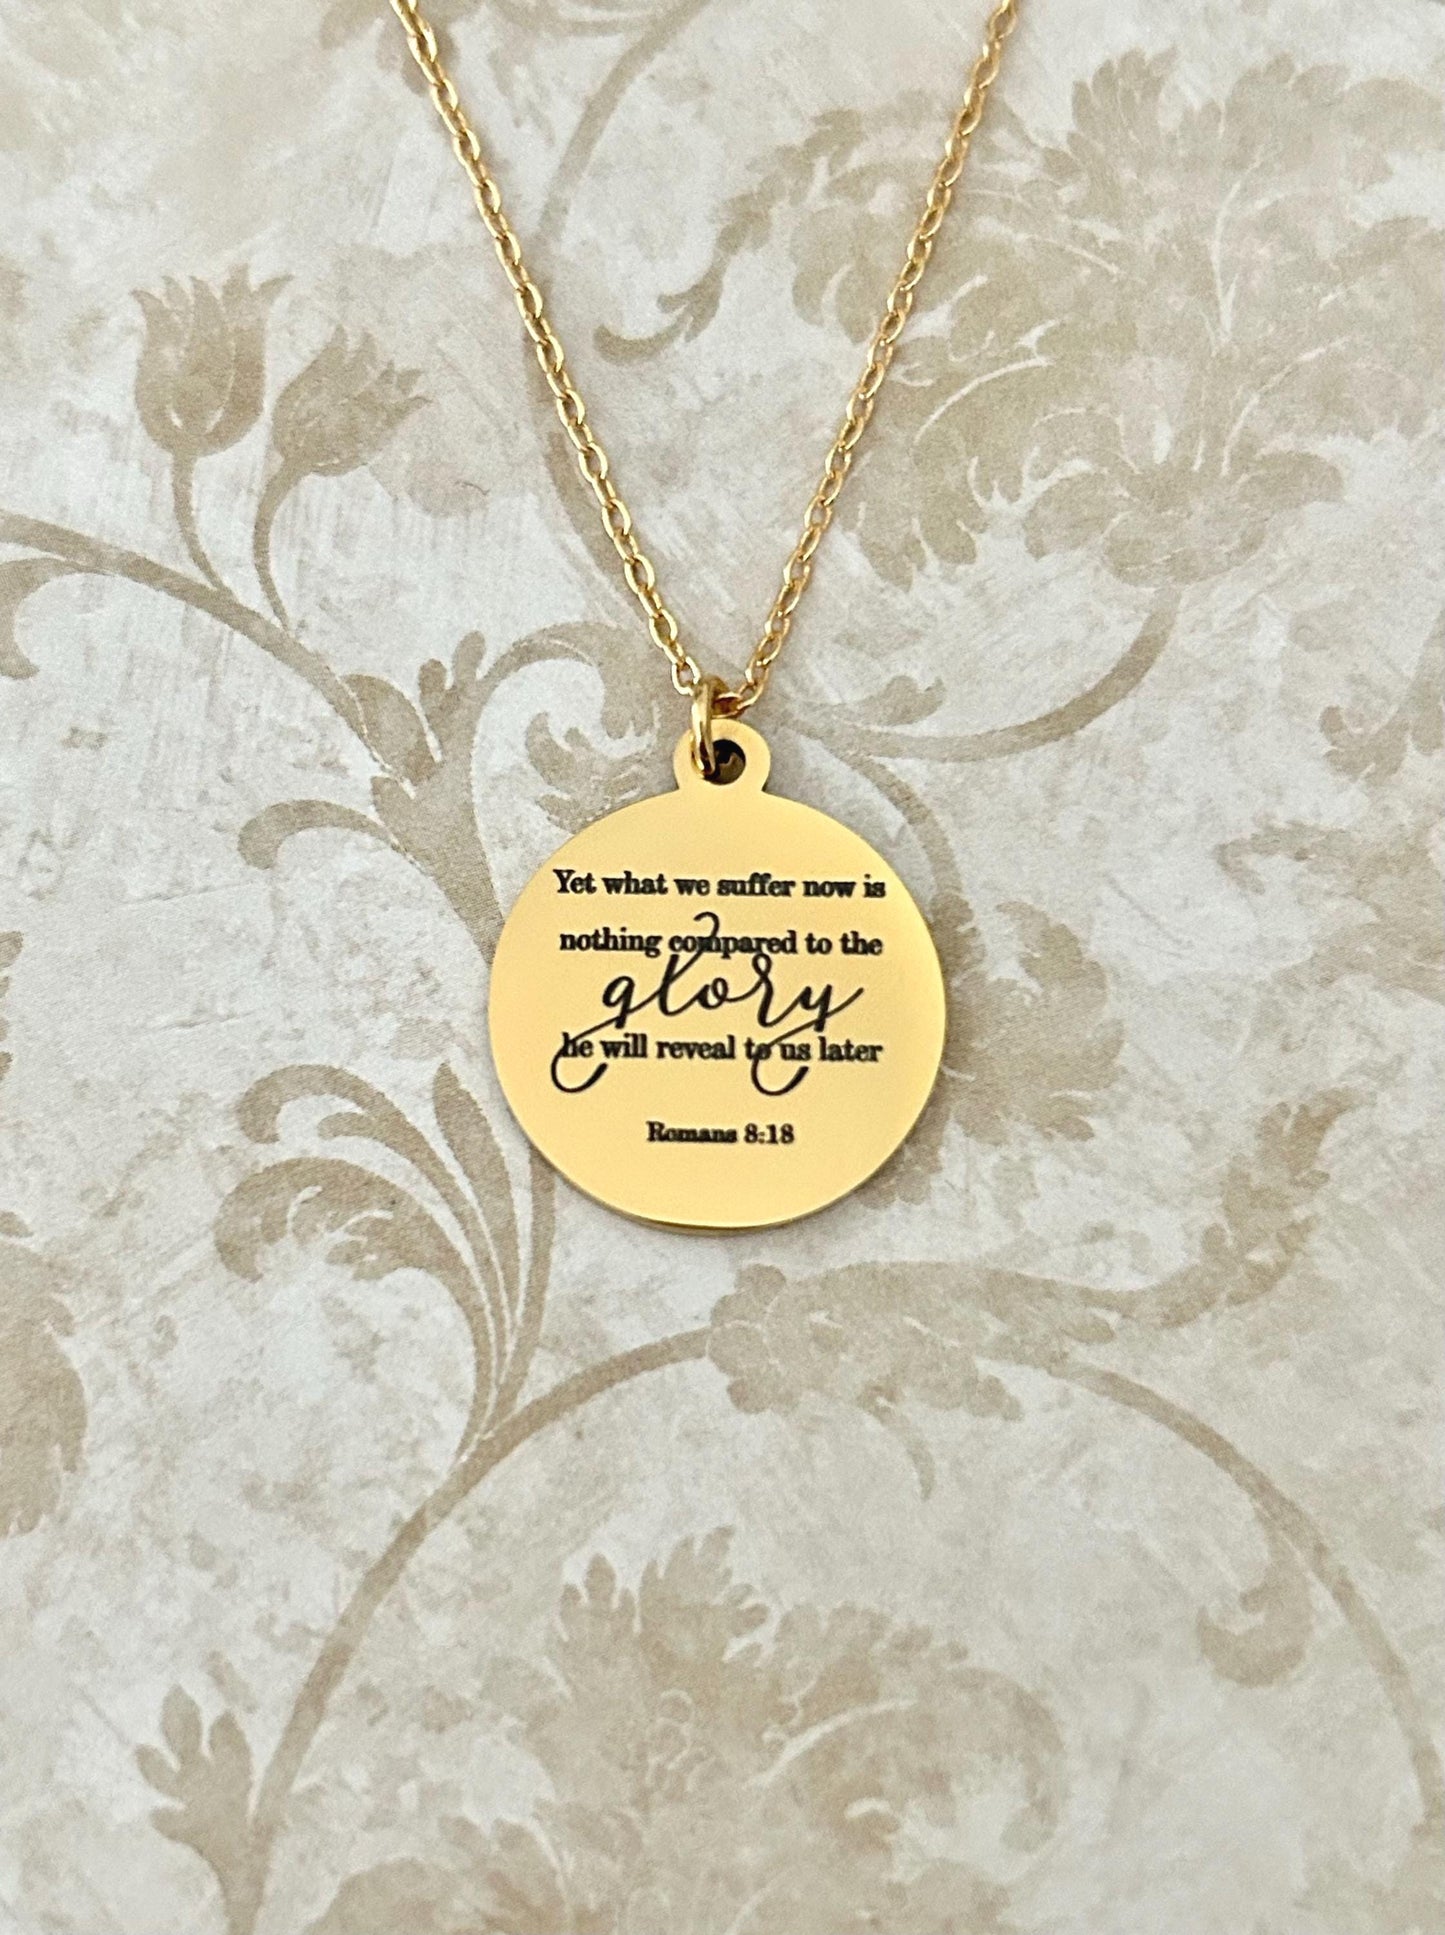 Yet what we suffer now is
nothing compared to the
glory
he will reveal to us later
Romans 8:18